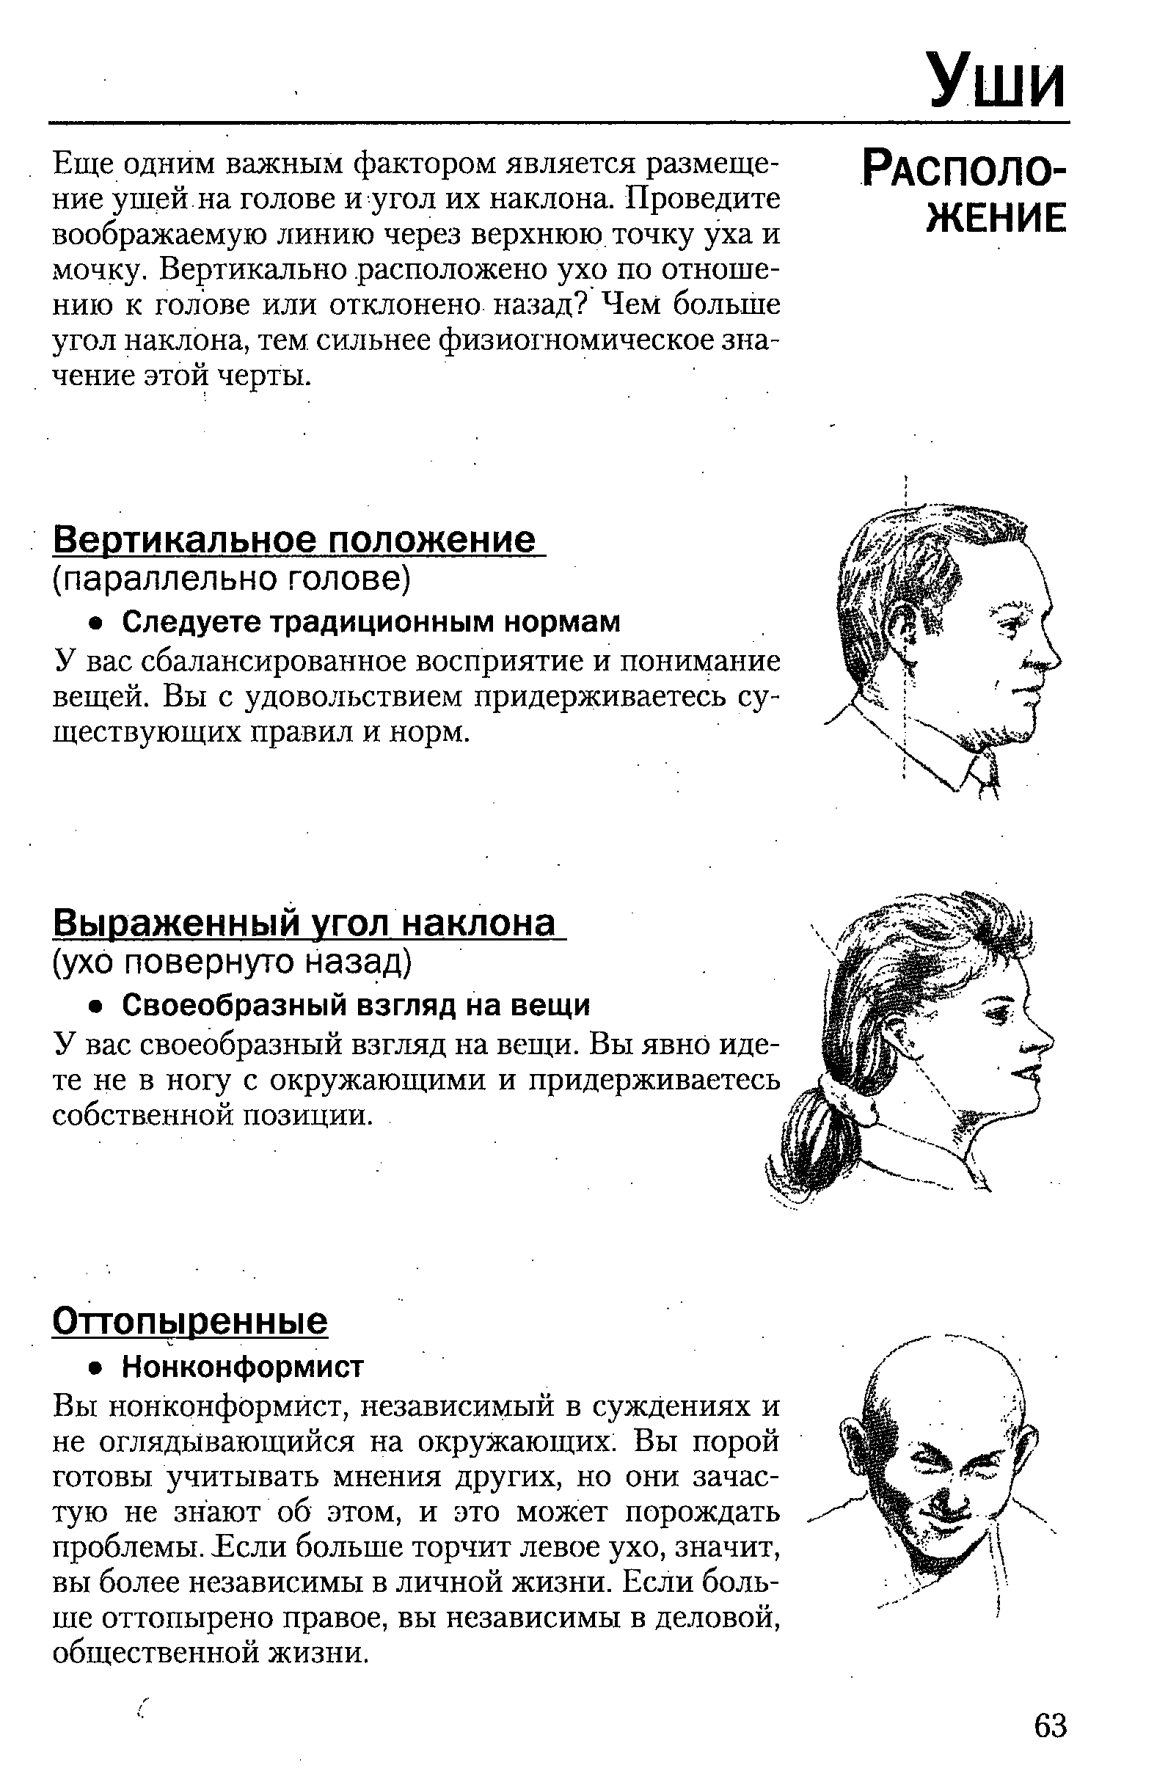 Уши
Располо-
жение
Еще одним важным фактором является размеще-
ние ушей на голове и угол их наклона. Проведите
воображаемую линию через верхнюю точку уха и
мочку. Вертикально расположено ухо по отноше-
нию к голове или отклонено назад? Чем больше
угол наклона, тем сильнее физиогномическое зна-
чение этой черты.
Вертикальное положение
(параллельно голове)
• Следуете традиционным нормам
У вас сбалансированное восприятие и понимание
вещей. Вы с удовольствием придерживаетесь су-
ществующих правил и норм.
Выраженный угол наклона
(ухо повернуто назад)
• Своеобразный взгляд на вещи
У вас своеобразный взгляд на вещи. Вы явно иде-
те не в ногу с окружающими и придерживаетесь
собственной позиции.
Оттопыренные
• Нонконформист
Вы нонконформист, независимый в суждениях и
не оглядывающийся на окружающих. Вы порой
готовы учитывать мнения других, но они зачас-
тую не знают об этом, и это может порождать
проблемы. Если больше торчит левое ухо, значит,
вы более независимы в личной жизни. Если боль-
ше оттопырено правое, вы независимы в деловой,
общественной жизни.
63